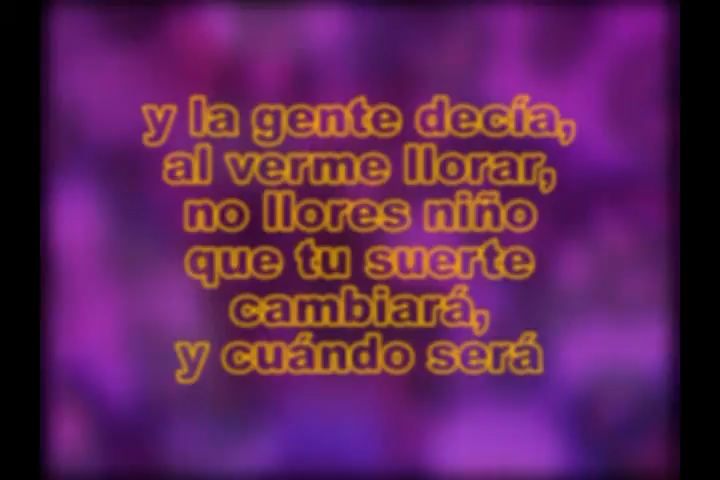 y la gente decía,
al verme llorar,
no llores niño
que tu suerte
cambiará,
y cuándo será